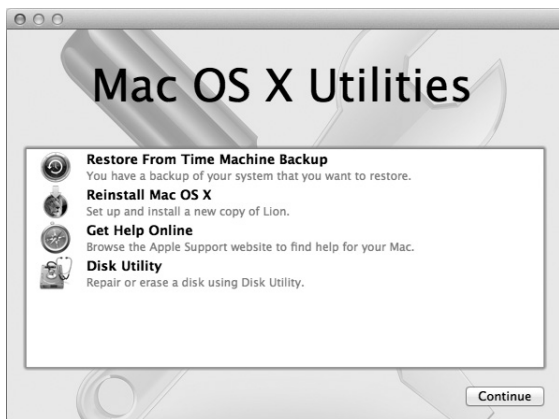 Mac OS X Utilities
Restore From Time Machine Backup
You have a backup of your system that you want to restore.
Reinstall Mac OS X
Set up and install a new copy of Lion.
Get Help Online
Browse the Apple Support website to find help for your Mac.
Disk Utility
Repair or erase a disk using Disk Utility.
Continue